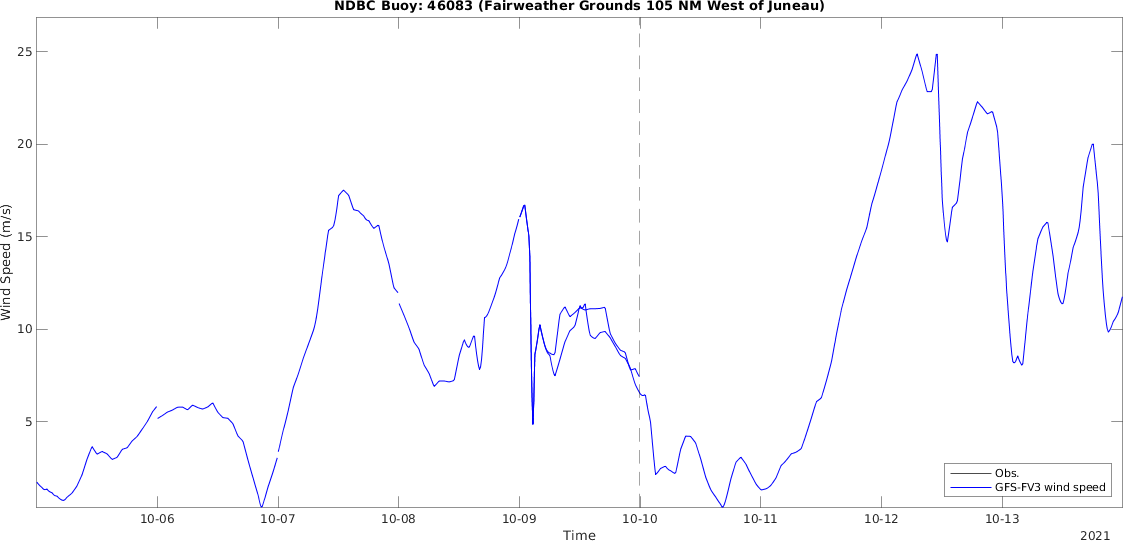 NDBC Buoy: 46083 (Fairweather Grounds 105 NM West of Juneau)
Wind Speed (m/s)
25
20
15
10
5
Obs.
GFS-FV3 wind speed
10-06 10-07 10-08 10-09 10-10 10-11 10-12 10-13
Time
2021